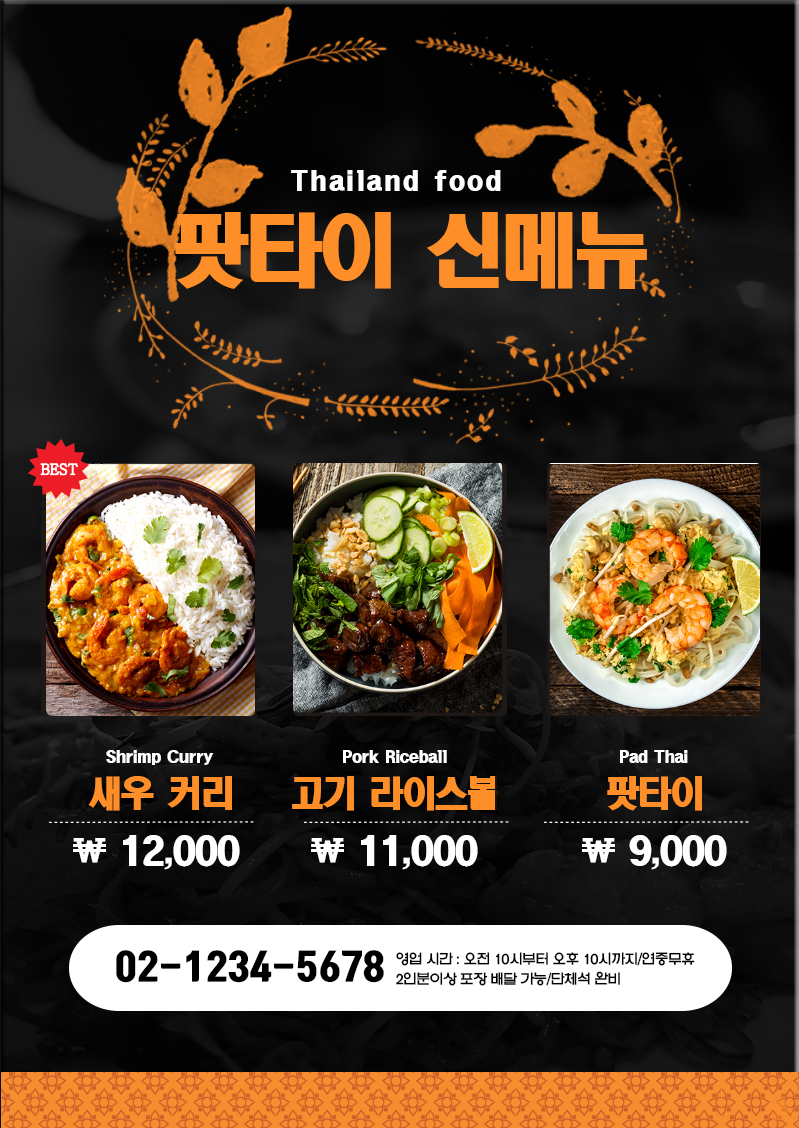 Thailand food
팟타이 신메뉴
BEST
Shrimp Curry
새우 커리
₩ 12,000
Pork Riceball
고기 라이스볼
₩ 11,000
Pad Thai
팟타이
₩ 9,000
02-1234-5678
영업 시간 : 오전 10시부터 오후 10시까지/연중무휴
2인분이상 포장 배달 가능/단체석 완비